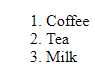 1. Coffee
2. Tea
3. Milk